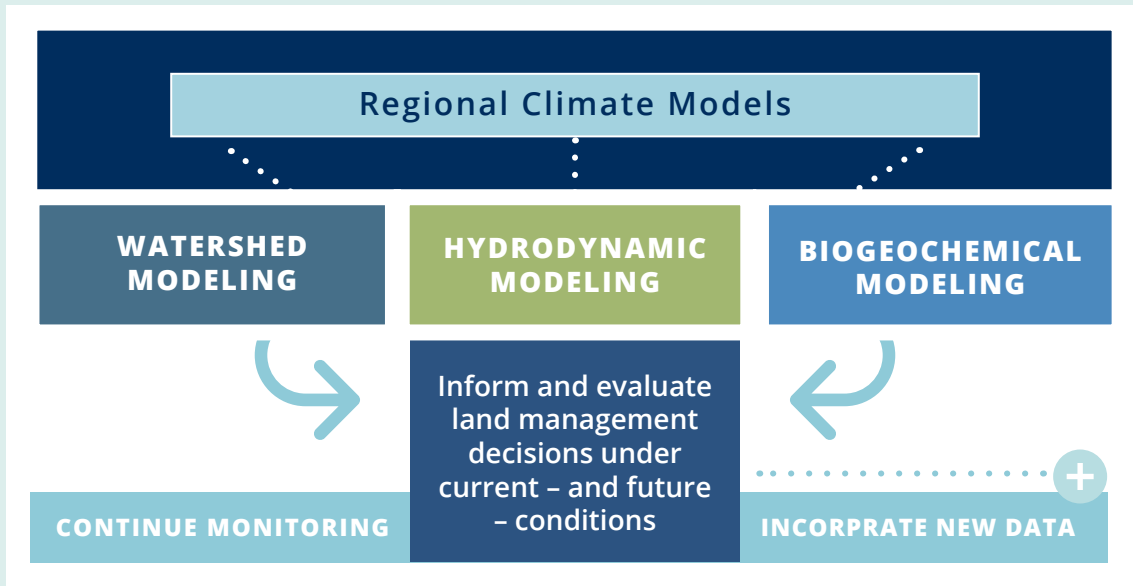 Regional Climate Models
WATERSHED
MODELING
HYDRODYNAMIC
MODELING
BIOGEOCHEMICAL
MODELING
Inform and evaluate
land management
decisions under
current – and future
– conditions
CONTINUE MONITORING
INCORPRATE NEW DATA
+